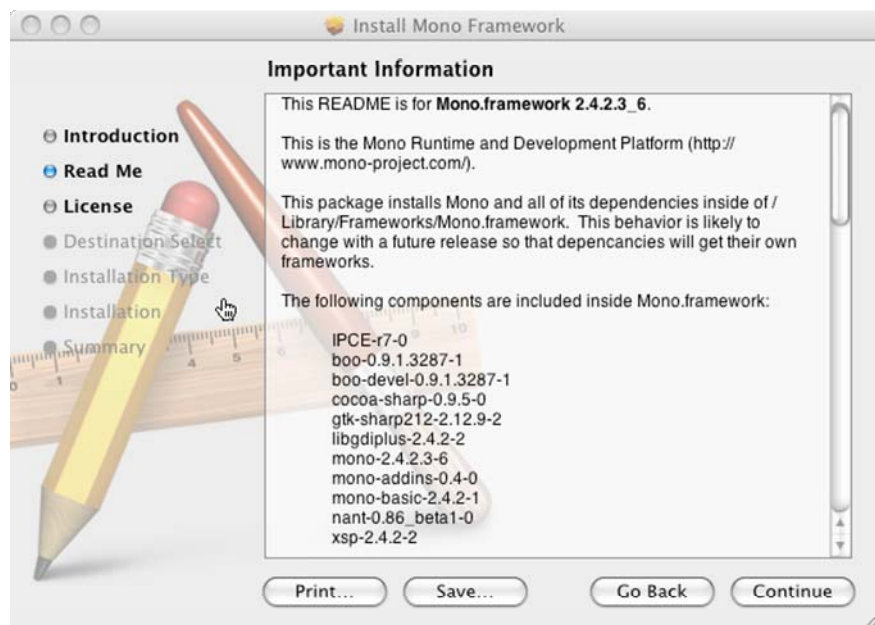 Install Mono Framework
Important Information
Introduction
Read Me
License
Destination Select
Installation Type
Installation
Summary
This README is for Mono.framework 2.4.2.3_6.
This is the Mono Runtime and Development Platform (http://
www.mono-project.com/).
This package installs Mono and all of its dependencies inside of /
Library/Frameworks/Mono.framework. This behavior is likely to
change with a future release so that depencancies will get their own
frameworks.
The following components are included inside Mono.framework:
IPCE-r7-0
boo-0.9.1.3287-1
boo-devel-0.9.1.3287-1
cocoa-sharp-0.9.5-0
gtk-sharp212-2.12.9-2
libgdiplus-2.4.2-2
mono-2.4.2.3-6
mono-addins-0.4-0
mono-basic-2.4.2-1
nant-0.86_beta1-0
xsp-2.4.2-2
0 1 4 5 6 9 10
Print... Save... Go Back Continue